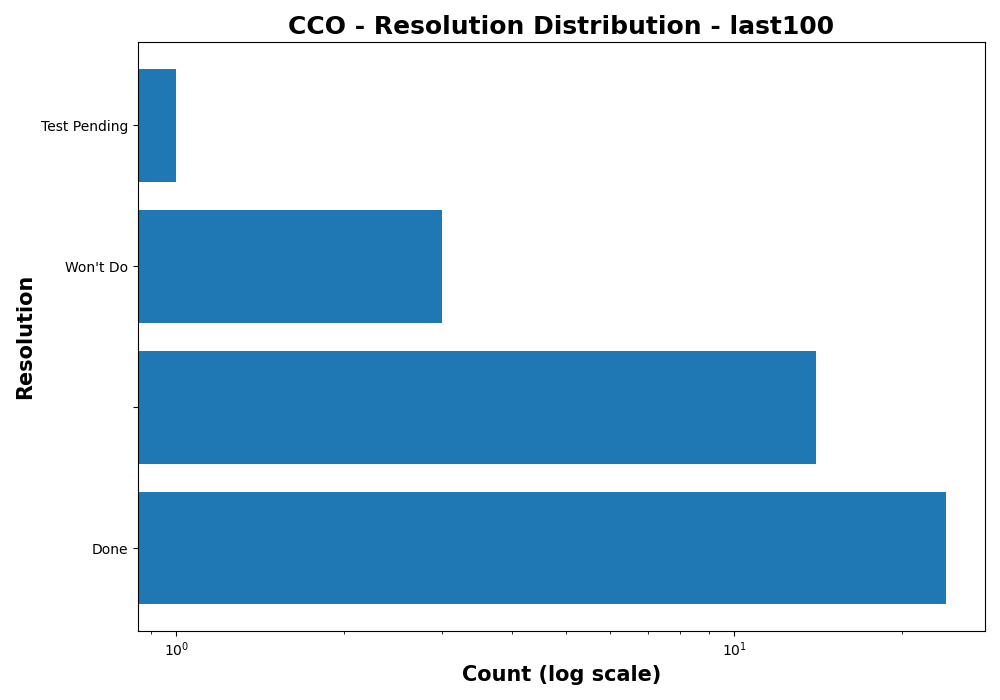 CCO - Resolution Distribution - last100
Test Pending
Won't Do
Done
Resolution
10⁰
10¹
Count (log scale)